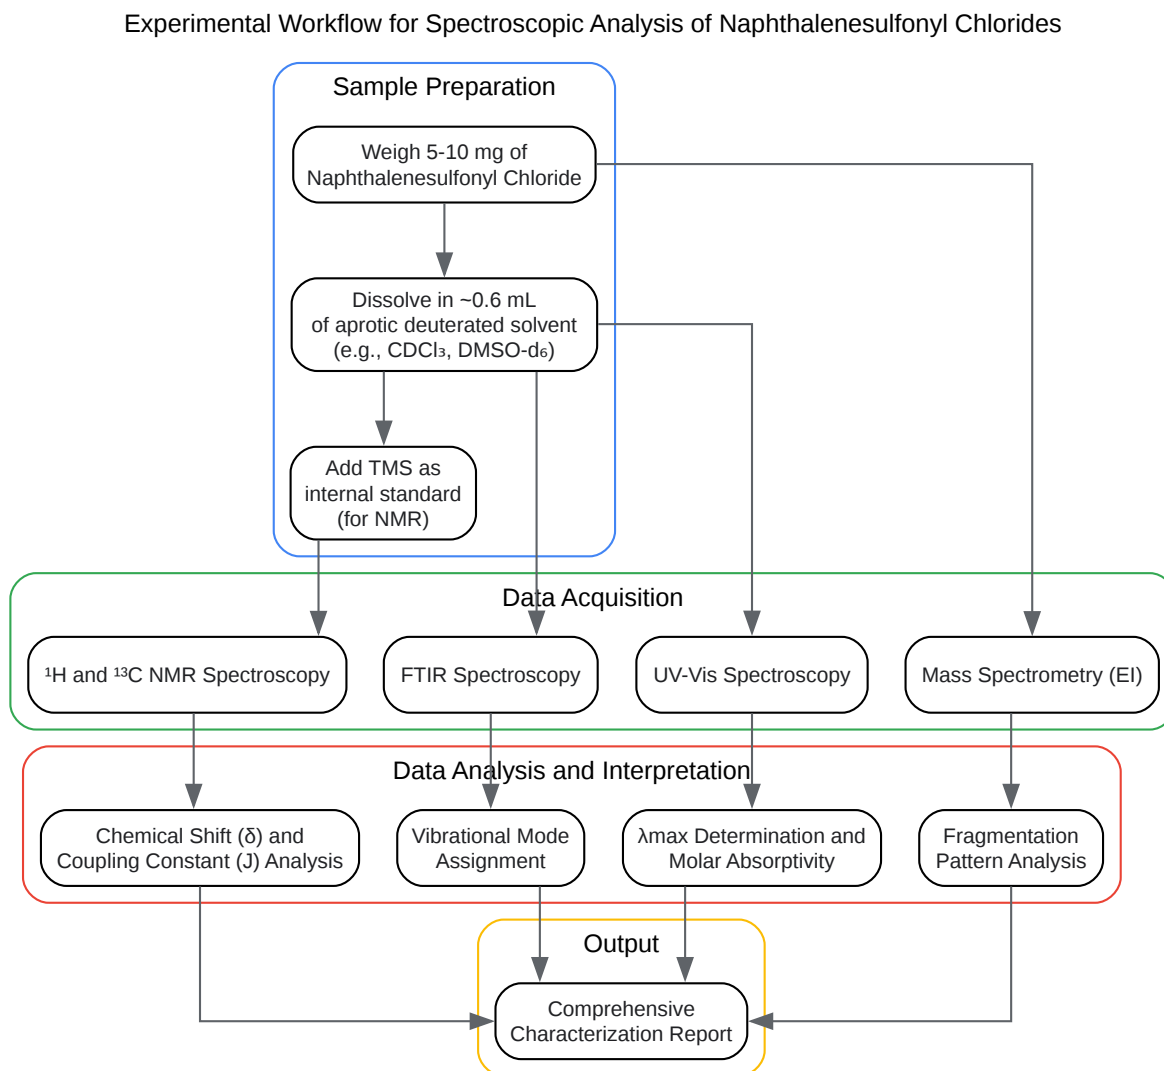 Experimental Workflow for Spectroscopic Analysis of Naphthalenesulfonyl Chlorides
Sample Preparation
Weigh 5-10 mg of
Naphthalenesulfonyl Chloride
Dissolve in ~0.6 mL
of aprotic deuterated solvent
(e.g., CDCl₃, DMSO-d₆)
Add TMS as
internal standard
(for NMR)
Data Acquisition
¹H and ¹³C NMR Spectroscopy
FTIR Spectroscopy
UV-Vis Spectroscopy
Mass Spectrometry (EI)
Data Analysis and Interpretation
Chemical Shift (δ) and
Coupling Constant (J) Analysis
Vibrational Mode
Assignment
λmax Determination and
Molar Absorptivity
Fragmentation
Pattern Analysis
Output
Comprehensive
Characterization Report